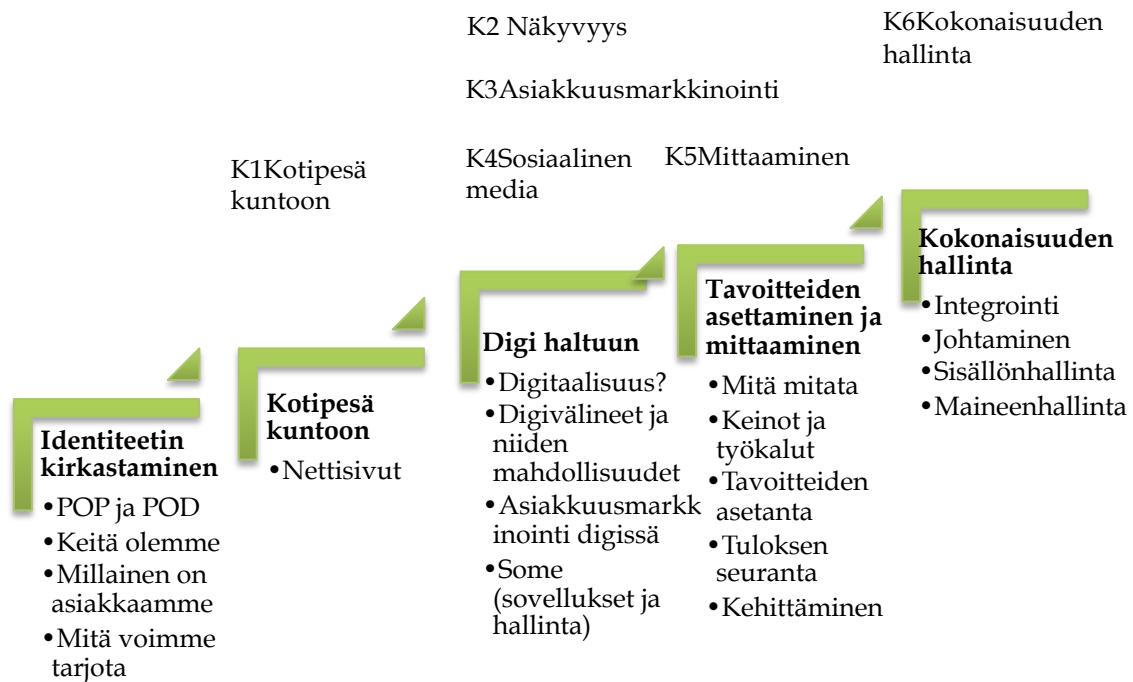 K2 Näkyvyys
K3Asiakkuusmarkkinointi
K4Sosiaalinen
media
K6Kokonaisuuden
hallinta
K1Kotipesä
kuntoon
K5Mittaaminen
Identiteetin
kirkastaminen
•POP ja POD
•Keitä olemme
•Millainen on
asiakkaamme
•Mitä voimme
tarjota
Kotipesä
kuntoon
•Nettisivut
Digi haltuun
•Digitaalisuus?
•Digivälineet ja
niiden
mahdollisuudet
•Asiakkuusmarkk
inointi digissä
•Some
(sovellukset ja
hallinta)
Tavoitteiden
asettaminen ja
mittaaminen
•Mitä mitata
•Keinot ja
työkalut
•Tavoitteiden
asetanta
•Tuloksen
seuranta
•Kehittäminen
Kokonaisuuden
hallinta
•Integrointi
•Johtaminen
•Sisällönhallinta
•Maineenhallinta